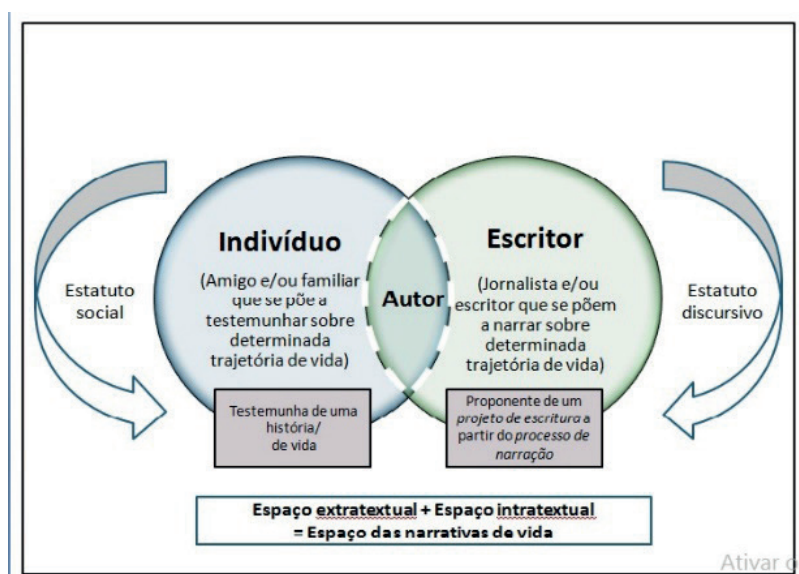 Indivíduo
(Amigo e/ou familiar
que se põe a
testemunhar sobre
determinada
trajetória de vida)
Testemunha de uma
história/
de vida
Autor
Escritor
(Jornalista e/ou
escritor que se põem
a narrar sobre
determinada
trajetória de vida)
Proponente de um
projeto de escritura a
partir do processo de
narração
Estatuto
social
Estatuto
discursivo
Espaço extratextual + Espaço intratextual
= Espaço das narrativas de vida
Ativar